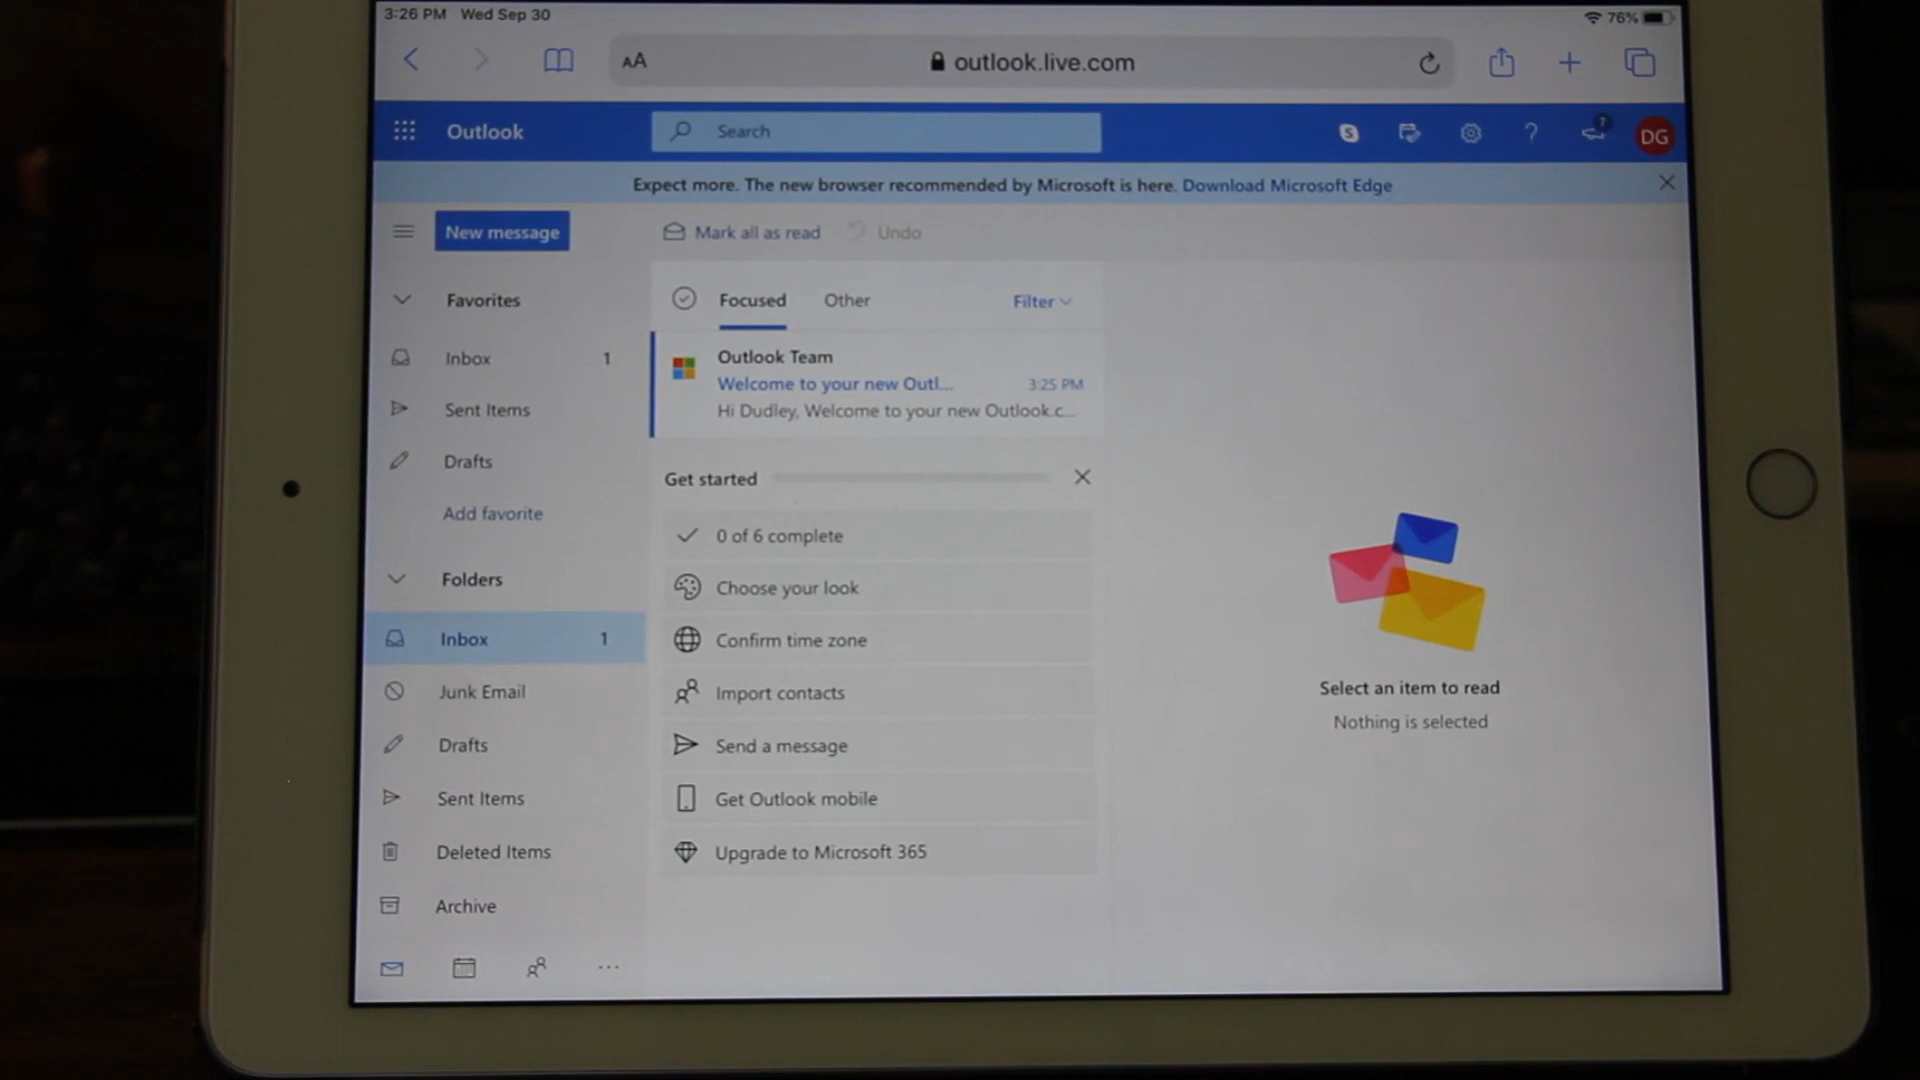 3:26 PM Wed Sep 30
76%
AA
outlook.live.com
Outlook
Search
S
?
7
DG
Expect more. The new browser recommended by Microsoft is here. Download Microsoft Edge
New message
Mark all as read
Undo
Favorites
Inbox 1
Sent Items
Drafts
Add favorite
Folders
Inbox 1
Junk Email
Drafts
Sent Items
Deleted Items
Archive
Focused
Other
Filter
Outlook Team
Welcome to your new Outl... 3:25 PM
Hi Dudley, Welcome to your new Outlook.c...
Get started
0 of 6 complete
Choose your look
Confirm time zone
Import contacts
Send a message
Get Outlook mobile
Upgrade to Microsoft 365
Select an item to read
Nothing is selected